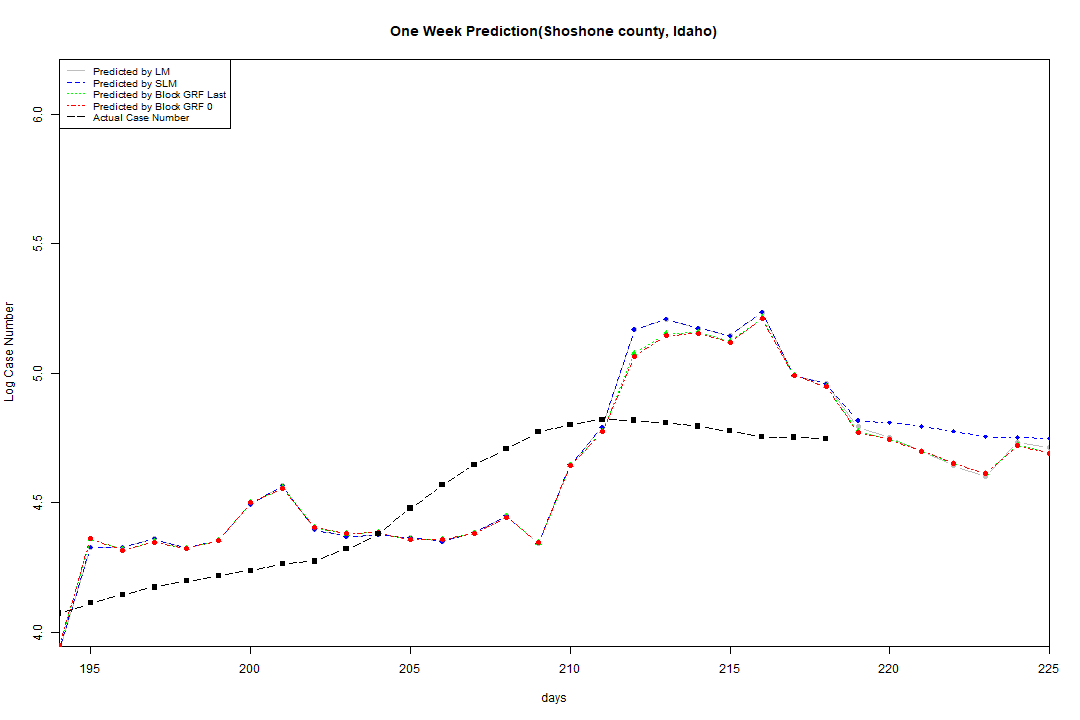 One Week Prediction(Shoshone county, Idaho)
Predicted by LM
Predicted by SLM
Predicted by Block GRF Last
Predicted by Block GRF 0
Actual Case Number
6.0
5.5
5.0
4.5
4.0
Log Case Number
195 200 205 210 215 220 225
days